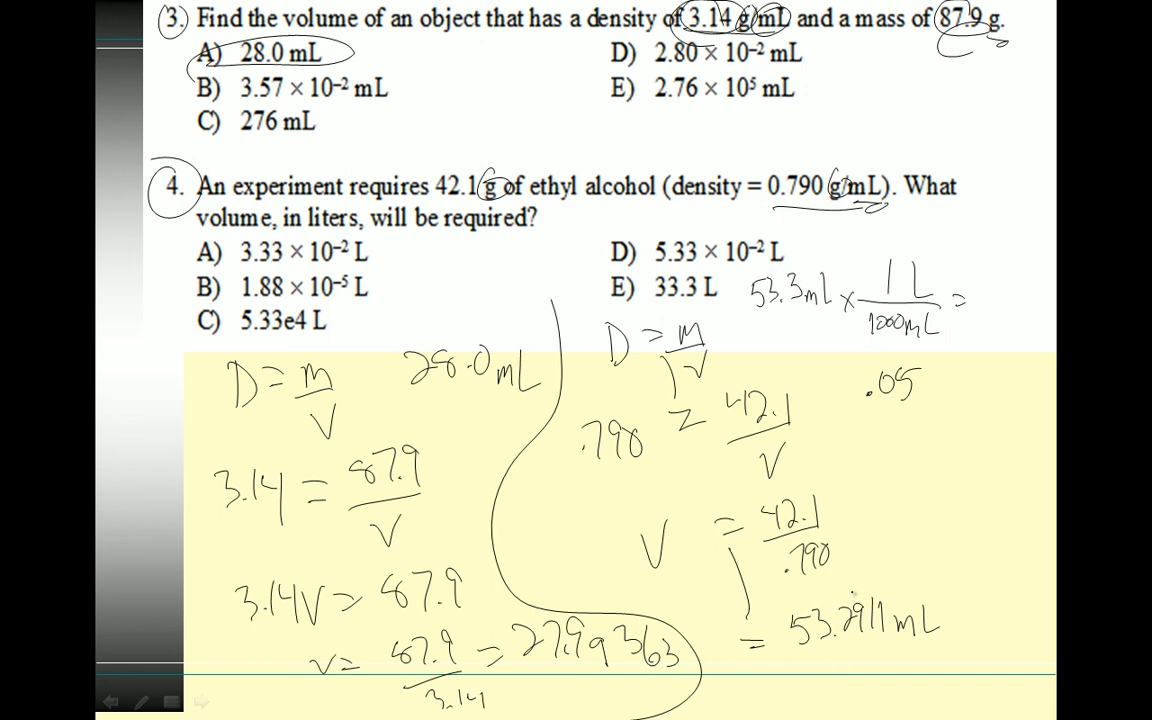 3. Find the volume of an object that has a density of 3.14 g/mL and a mass of 87.9 g.
A) 28.0 mL
B) 3.57 × 10⁻² mL
C) 276 mL
D) 2.80 × 10⁻² mL
E) 2.76 × 10⁵ mL
4. An experiment requires 42.1 g of ethyl alcohol (density = 0.790 g/mL). What
volume, in liters, will be required?
A) 3.33 × 10⁻² L
B) 1.88 × 10⁻⁵ L
C) 5.33e4 L
D) 5.33 × 10⁻² L
E) 33.3 L
53.3mL × 1L/1000mL =
.05
D = m/V
28.0 mL
3.14 = 87.9/V
3.14V = 87.9
V = 87.9/3.14 = 27.99363
D = m/V
.790 = 42.1/V
V = 42.1/.790
= 53.2911 mL